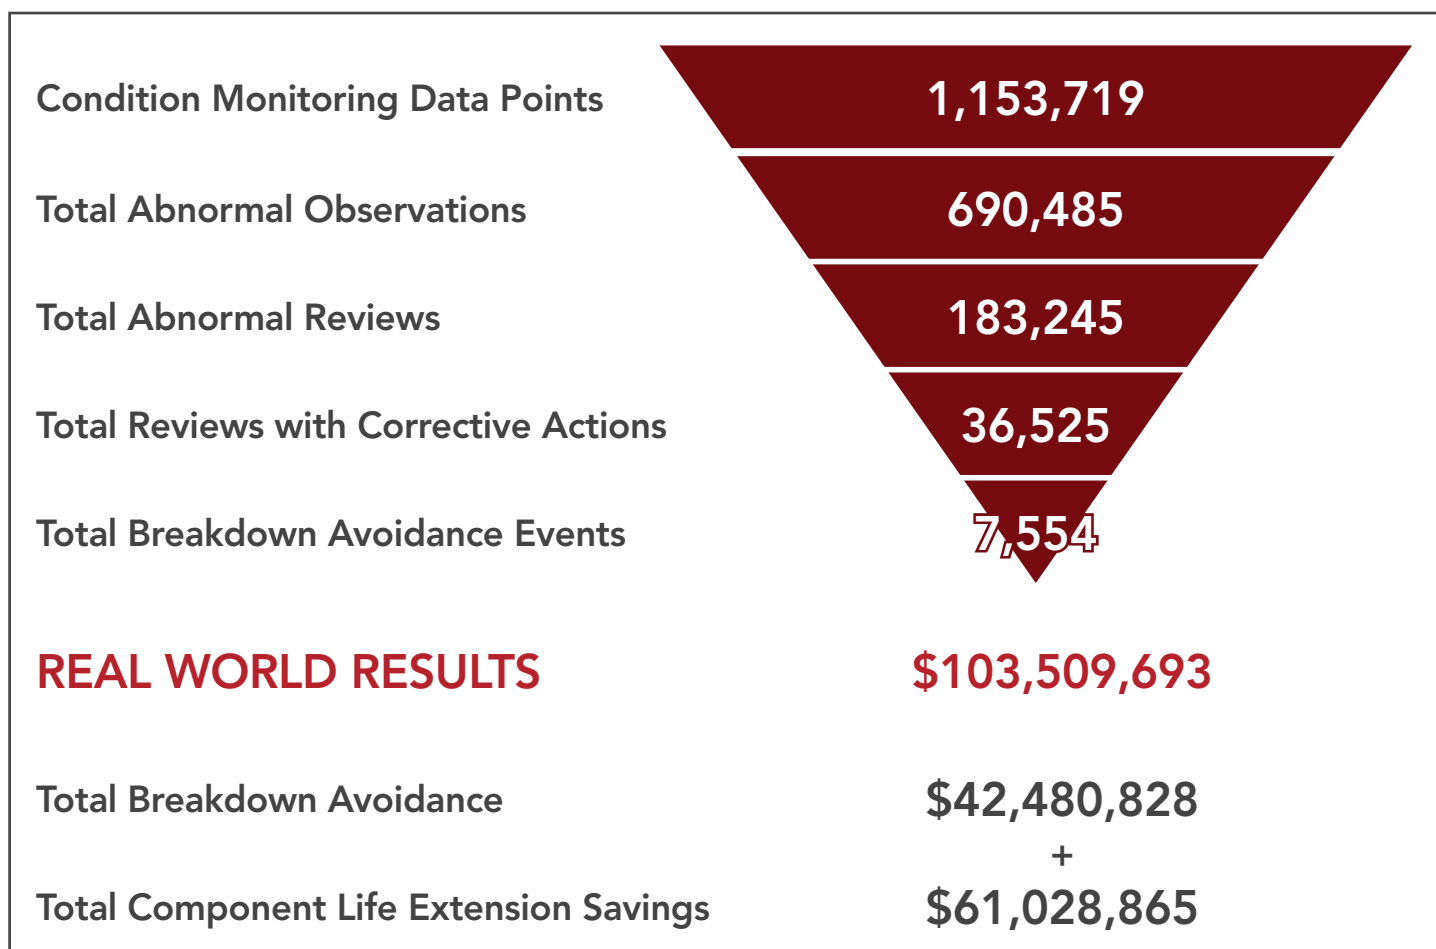 Condition Monitoring Data Points 1,153,719
Total Abnormal Observations 690,485
Total Abnormal Reviews 183,245
Total Reviews with Corrective Actions 36,525
Total Breakdown Avoidance Events 7,554
REAL WORLD RESULTS $103,509,693
Total Breakdown Avoidance $42,480,828
+
Total Component Life Extension Savings $61,028,865